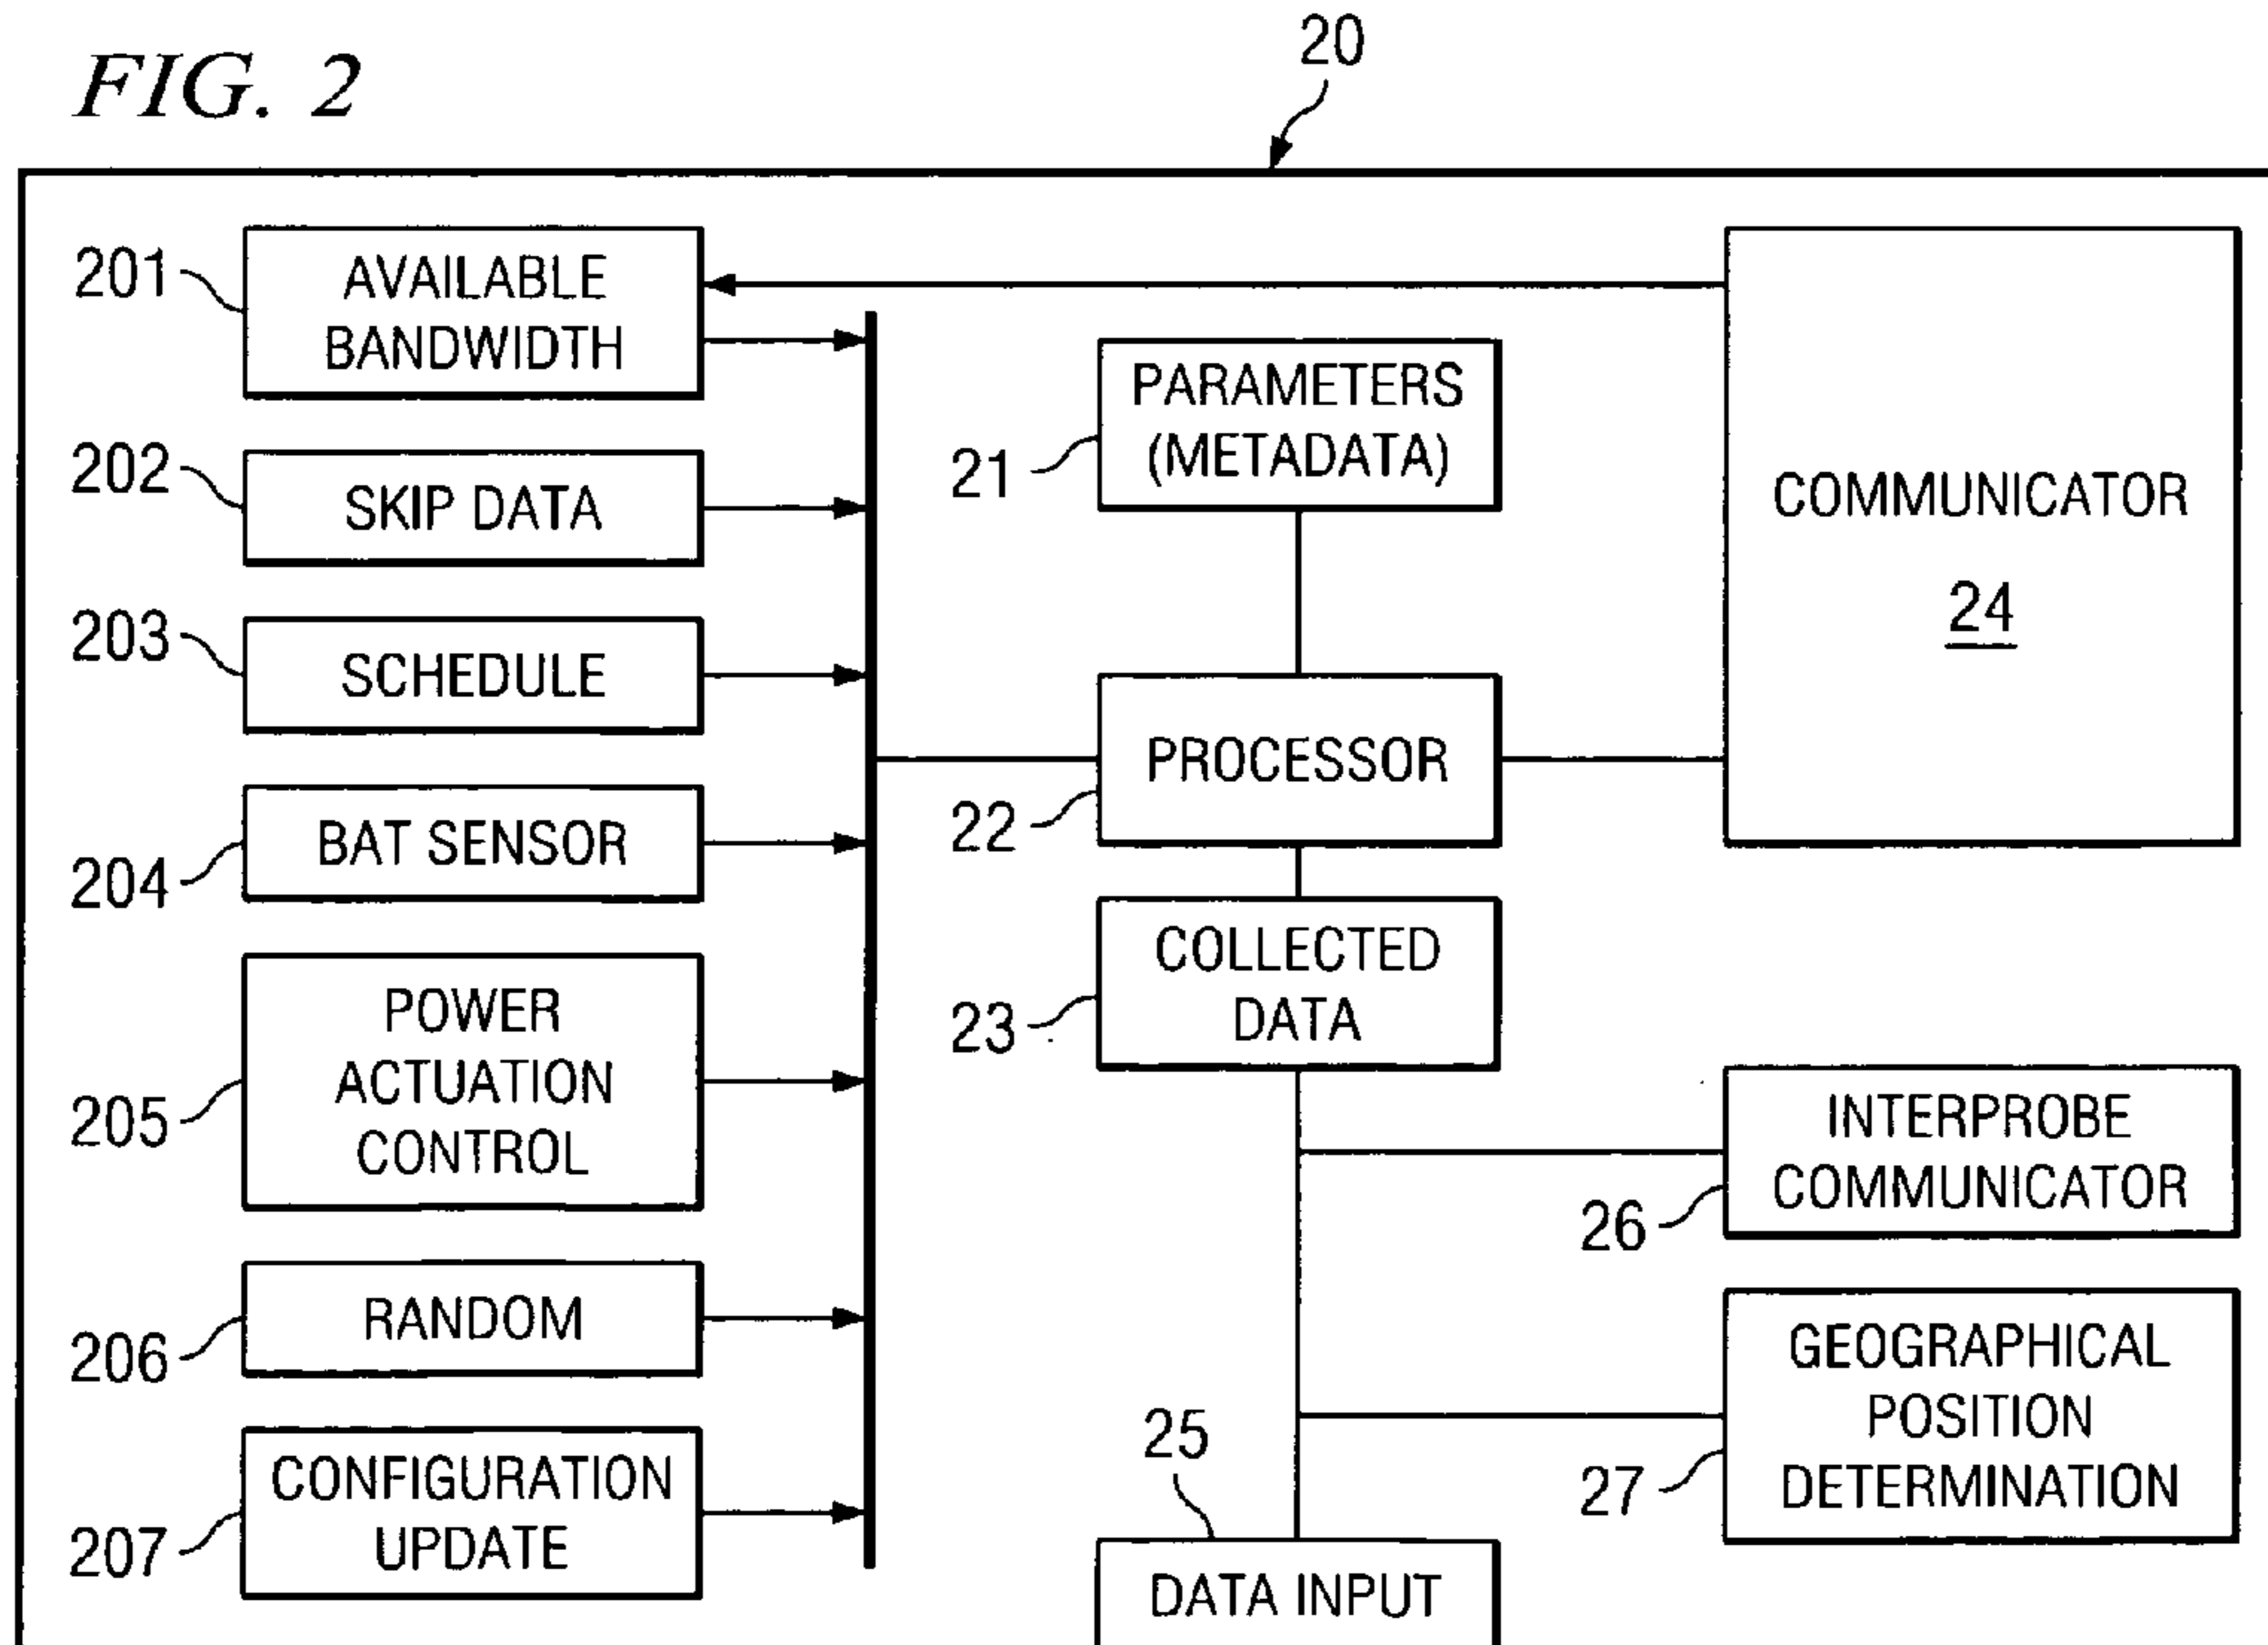 FIG. 2
20
201
AVAILABLE
BANDWIDTH
202
SKIP DATA
203
SCHEDULE
204
BAT SENSOR
205
POWER
ACTUATION
CONTROL
206
RANDOM
207
CONFIGURATION
UPDATE
21
PARAMETERS
(METADATA)
22
PROCESSOR
23
COLLECTED
DATA
25
DATA INPUT
COMMUNICATOR
24
26
INTERPROBE
COMMUNICATOR
27
GEOGRAPHICAL
POSITION
DETERMINATION